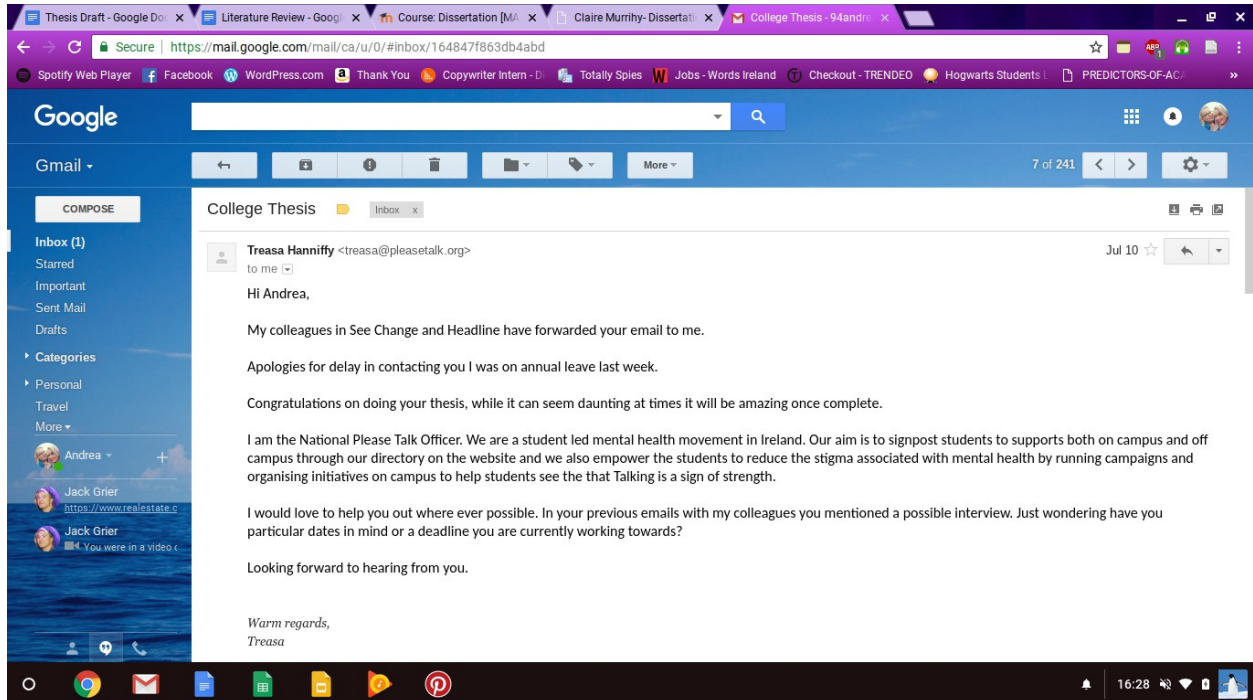 Thesis Draft - Google Do
Literature Review - Goog
Course: Dissertation [MA
Claire Murrihy- Dissertati
College Thesis - 94andre
Secure | https://mail.google.com/mail/ca/u/0/#inbox/164847f863db4abd
ABP
1
Spotify Web Player
Facebook
WordPress.com
Thank You
Copywriter Intern - D
Totally Spies
Jobs - Words Ireland
Checkout - TRENDEO
Hogwarts Students
PREDICTORS-OF-AC
»
Google
Gmail
More
7 of 241
COMPOSE
College Thesis
Inbox x
Inbox (1)
Starred
Important
Sent Mail
Drafts
Categories
Personal
Travel
More
Andrea
Jack Grier
https://www.realestate.c
Jack Grier
You were in a video c
Treasa Hanniffy <treasa@pleasetalk.org>
Jul 10
to me
Hi Andrea,
My colleagues in See Change and Headline have forwarded your email to me.
Apologies for delay in contacting you I was on annual leave last week.
Congratulations on doing your thesis, while it can seem daunting at times it will be amazing once complete.
I am the National Please Talk Officer. We are a student led mental health movement in Ireland. Our aim is to signpost students to supports both on campus and off
campus through our directory on the website and we also empower the students to reduce the stigma associated with mental health by running campaigns and
organising initiatives on campus to help students see the that Talking is a sign of strength.
I would love to help you out where ever possible. In your previous emails with my colleagues you mentioned a possible interview. Just wondering have you
particular dates in mind or a deadline you are currently working towards?
Looking forward to hearing from you.
Warm regards,
Treasa
16:28